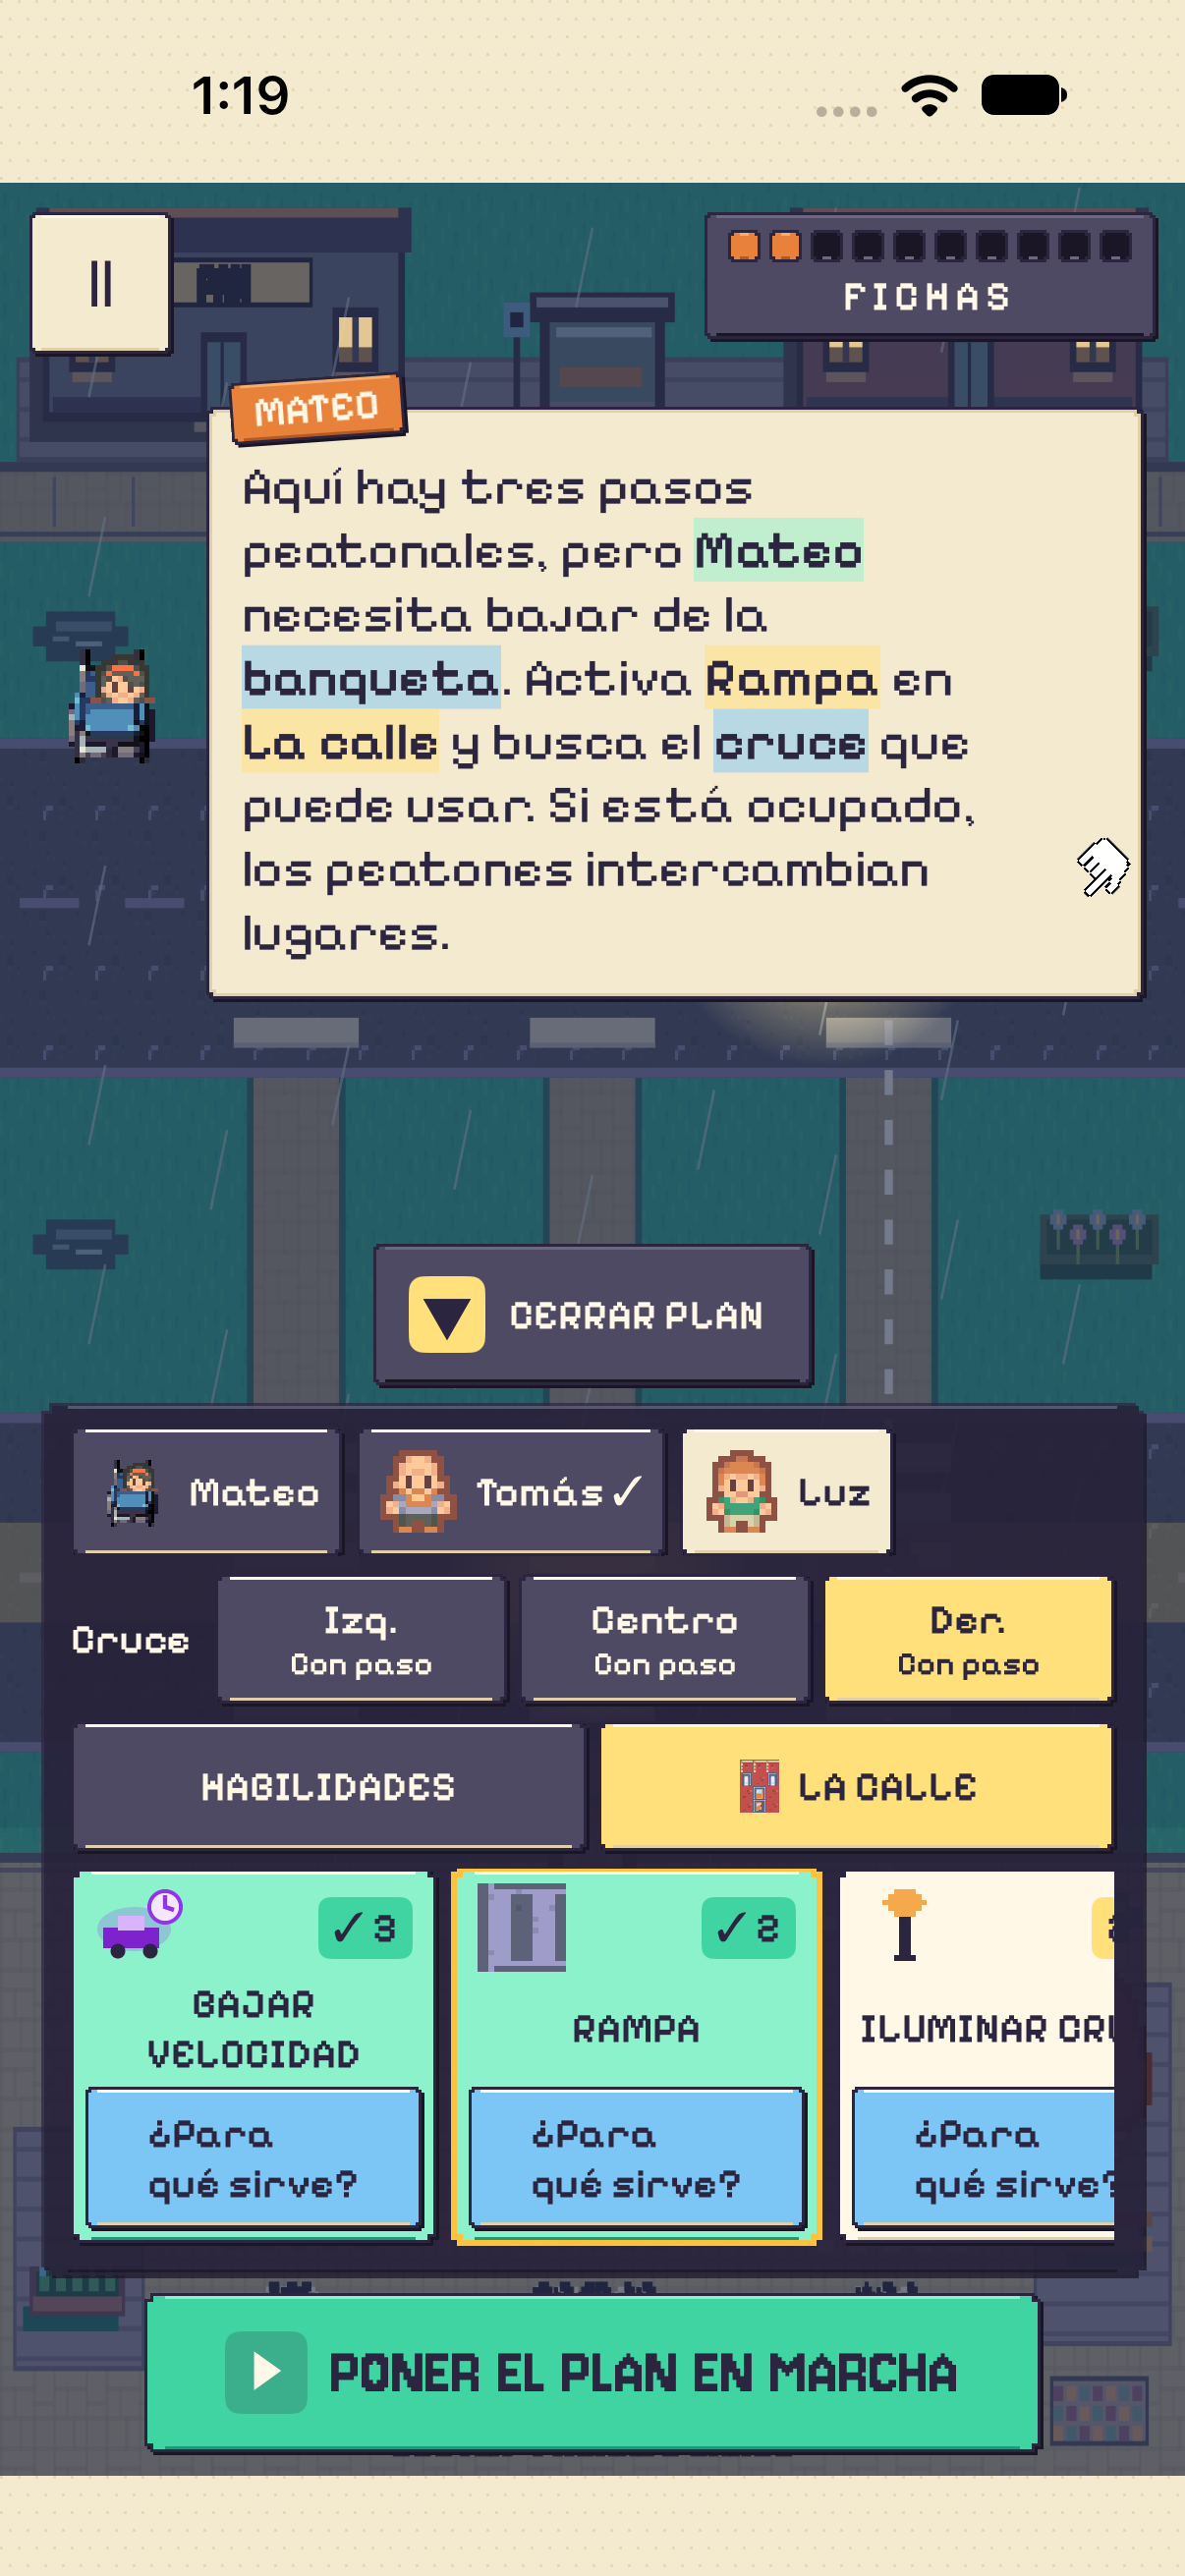 1:19
FICHAS
MATEO
Aquí hay tres pasos
peatonales, pero Mateo
necesita bajar de la
banqueta. Activa Rampa en
La calle y busca el cruce que
puede usar. Si está ocupado,
los peatones intercambian
lugares.
CERRAR PLAN
Mateo
Tomás ✓
Luz
Cruce
Izq.
Con paso
Centro
Con paso
Der.
Con paso
HABILIDADES
LA CALLE
✓ 3
BAJAR
VELOCIDAD
¿Para
qué sirve?
✓ 2
RAMPA
¿Para
qué sirve?
ILUMINAR
¿Para
qué sirve?
PONER EL PLAN EN MARCHA